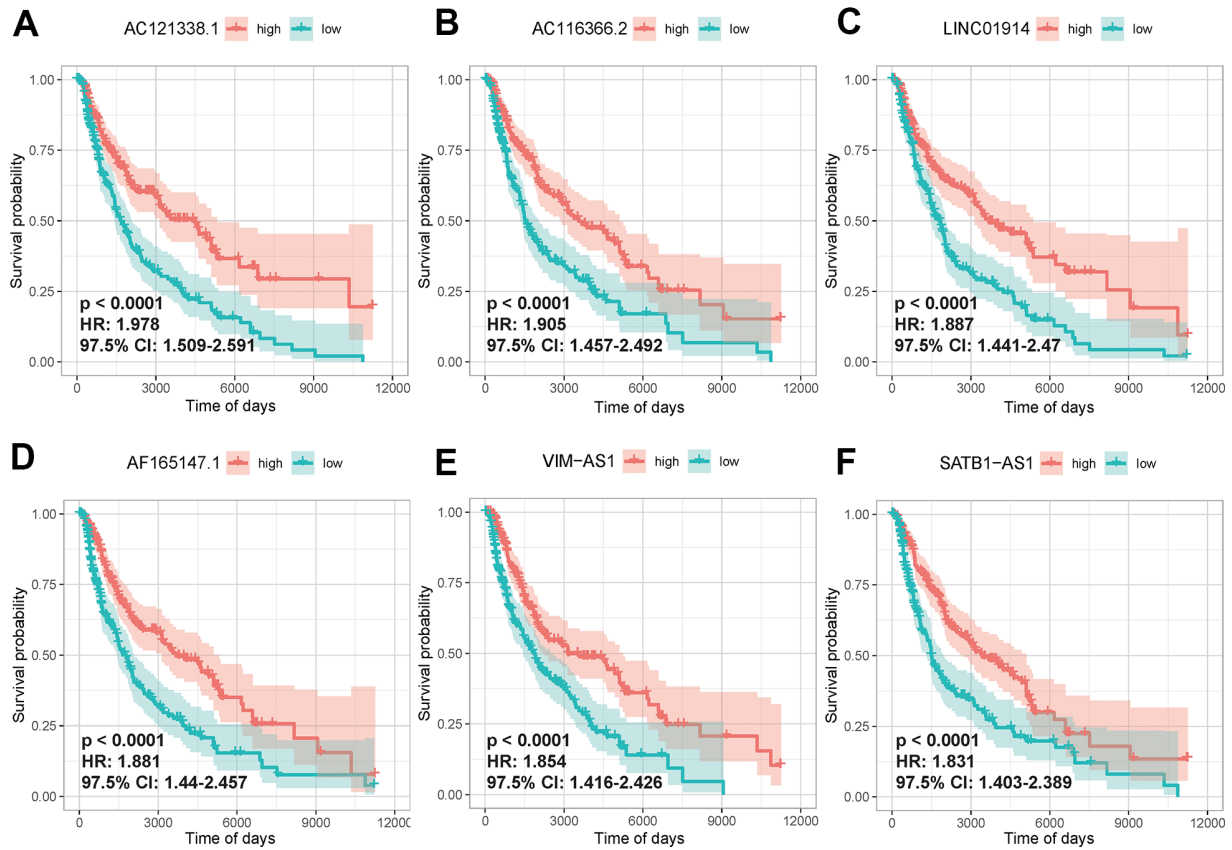 A
AC121338.1 high low
Survival probability
1.00
0.75
0.50
0.25
0.00
p < 0.0001
HR: 1.978
97.5% CI: 1.509-2.591
0 3000 6000 9000 12000
Time of days
B
AC116366.2 high low
Survival probability
1.00
0.75
0.50
0.25
0.00
p < 0.0001
HR: 1.905
97.5% CI: 1.457-2.492
0 3000 6000 9000 12000
Time of days
C
LINC01914 high low
Survival probability
1.00
0.75
0.50
0.25
0.00
p < 0.0001
HR: 1.887
97.5% CI: 1.441-2.47
0 3000 6000 9000 12000
Time of days
D
AF165147.1 high low
Survival probability
1.00
0.75
0.50
0.25
0.00
p < 0.0001
HR: 1.881
97.5% CI: 1.44-2.457
0 3000 6000 9000 12000
Time of days
E
VIM−AS1 high low
Survival probability
1.00
0.75
0.50
0.25
0.00
p < 0.0001
HR: 1.854
97.5% CI: 1.416-2.426
0 3000 6000 9000 12000
Time of days
F
SATB1−AS1 high low
Survival probability
1.00
0.75
0.50
0.25
0.00
p < 0.0001
HR: 1.831
97.5% CI: 1.403-2.389
0 3000 6000 9000 12000
Time of days